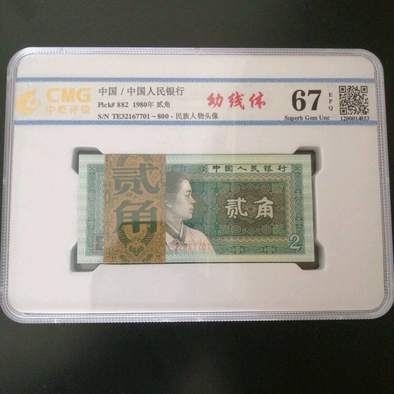 CMG
中乾评级
中国 / 中国人民银行
Pick# 882 1980年 贰角
S/N TE32167701 - 800 · 民族人物头像
幼线体
67
EPQ
Superb Gem Unc
贰角
中国人民银行
贰角
2